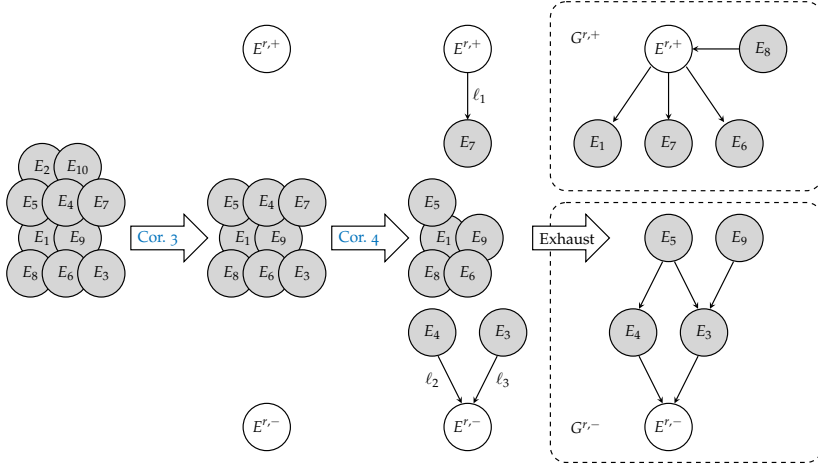 E^{r,+}
E^{r,+}
G^{r,+}
E^{r,+}
E_8
ℓ_1
E_7
E_1
E_7
E_6
E_2
E_{10}
E_5
E_4
E_7
E_1
E_9
E_8
E_6
E_3
Cor. 3
E_5
E_4
E_7
E_1
E_9
E_8
E_6
E_3
Cor. 4
E_5
E_1
E_9
E_8
E_6
Exhaust
E_4
E_3
ℓ_2
ℓ_3
E_5
E_9
E_4
E_3
E^{r,-}
E^{r,-}
G^{r,-}
E^{r,-}